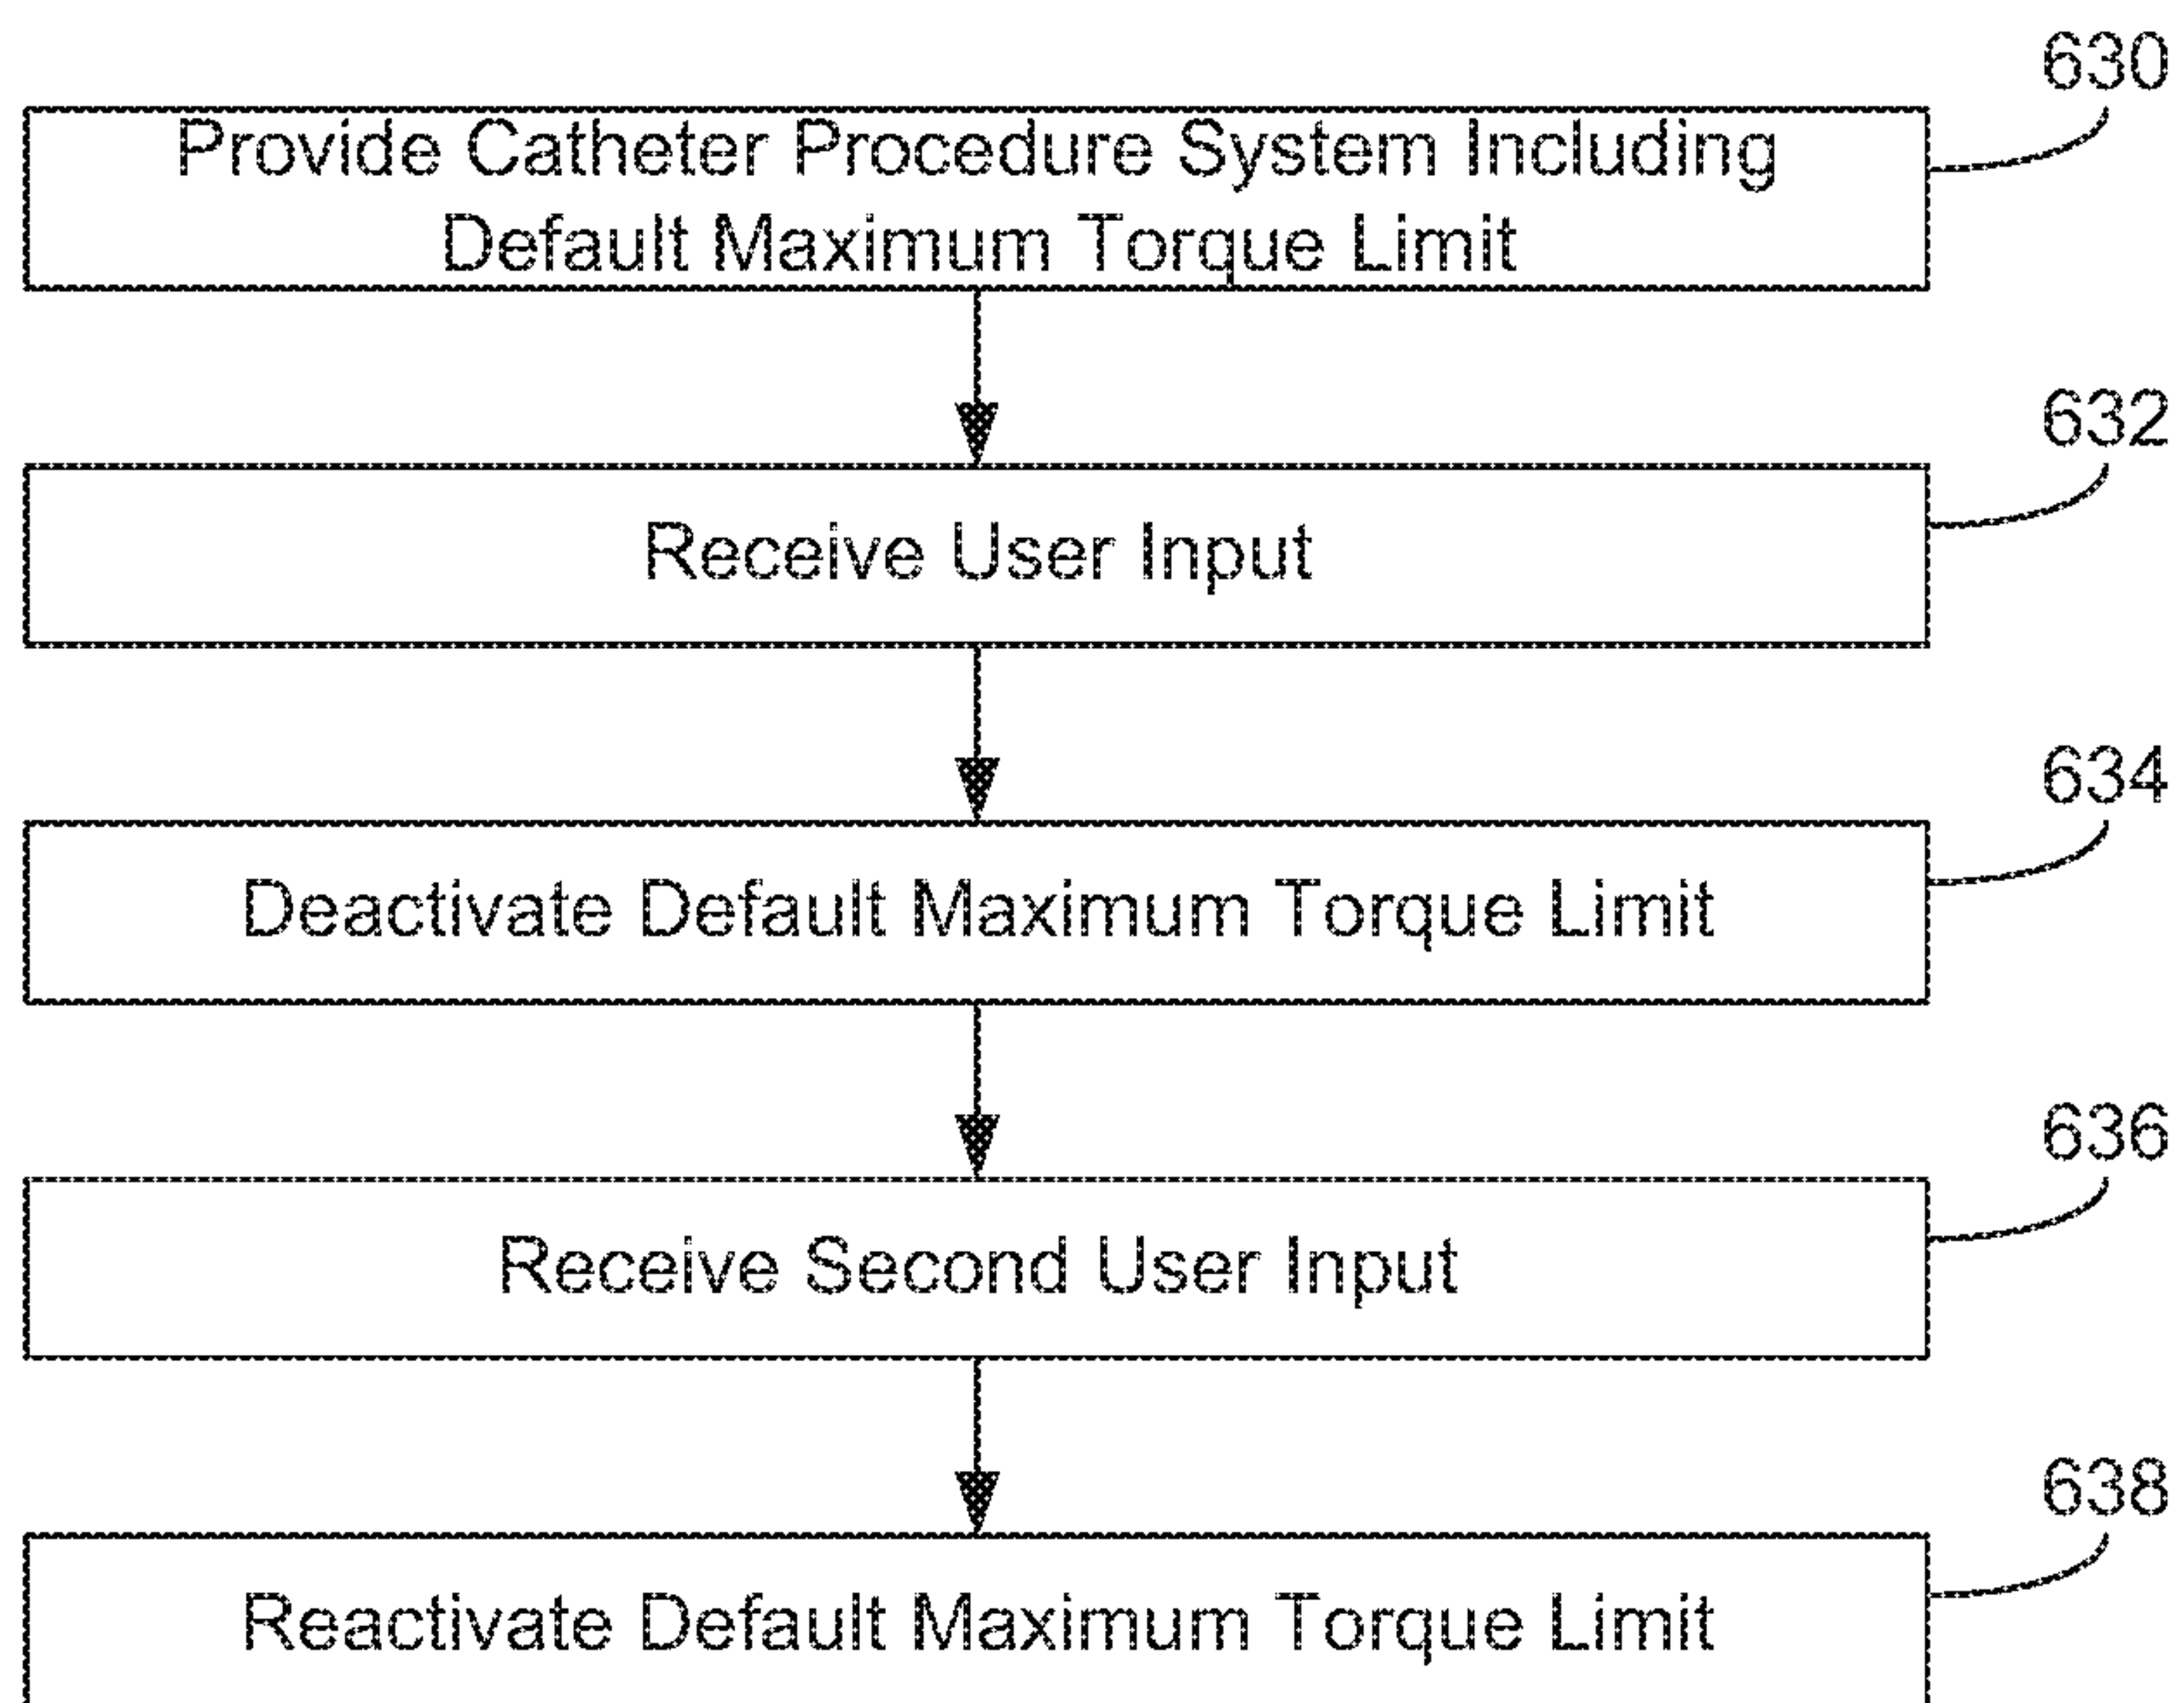 630
Provide Catheter Procedure System Including
Default Maximum Torque Limit
632
Receive User Input
634
Deactivate Default Maximum Torque Limit
636
Receive Second User Input
638
Reactivate Default Maximum Torque Limit